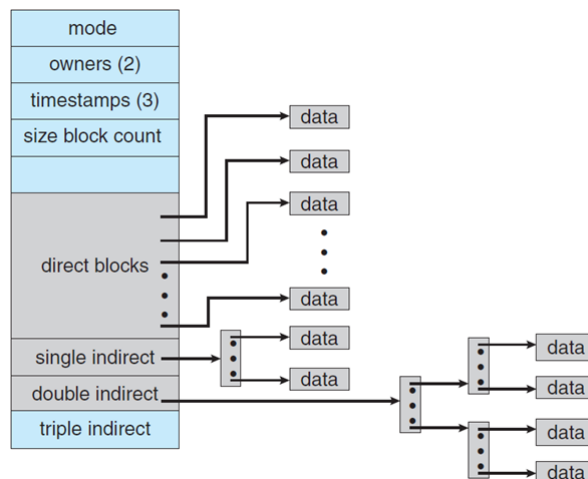 mode
owners (2)
timestamps (3)
size block count
data
data
data
direct blocks
data
single indirect
data
data
double indirect
triple indirect
data
data
data
data